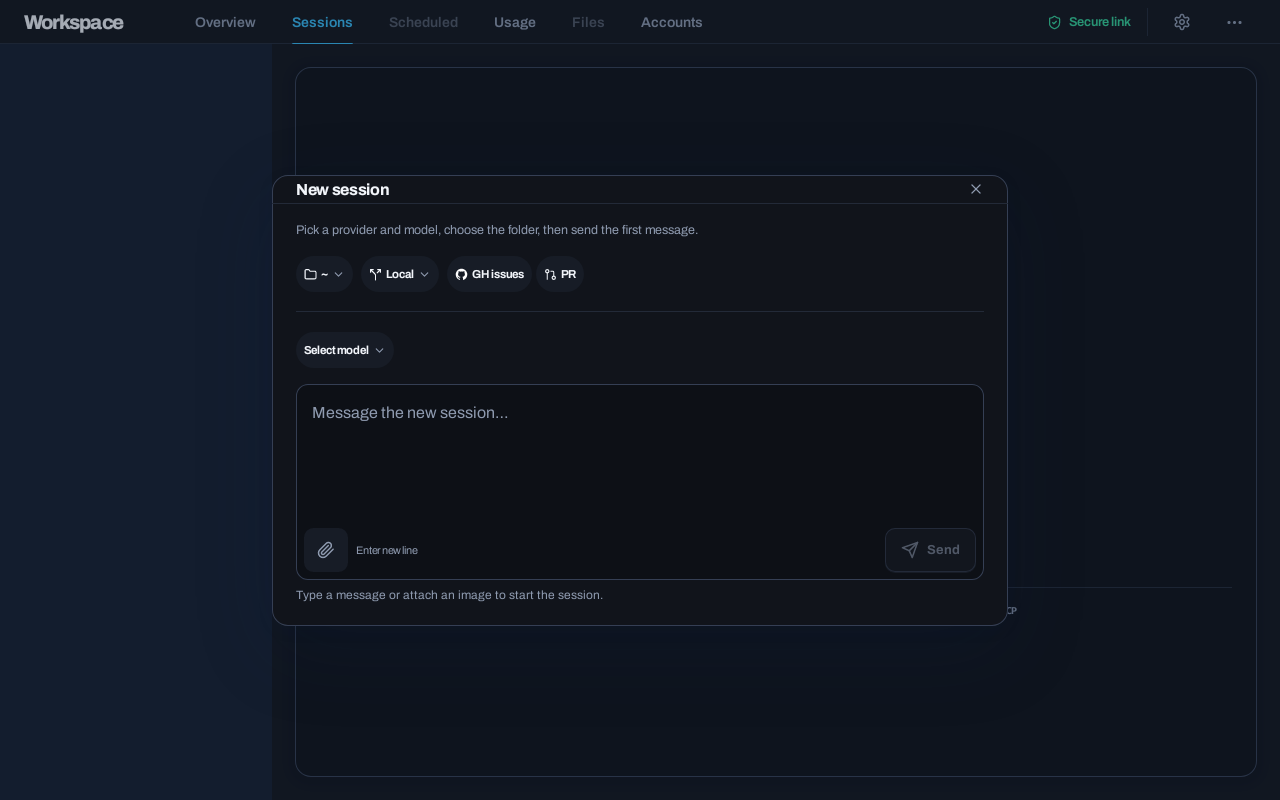 Workspace Overview Sessions Scheduled Usage Files Accounts Secure link
New session
Pick a provider and model, choose the folder, then send the first message.
~ Local GH issues PR
Select model
Message the new session...
Enter new line Send
Type a message or attach an image to start the session.